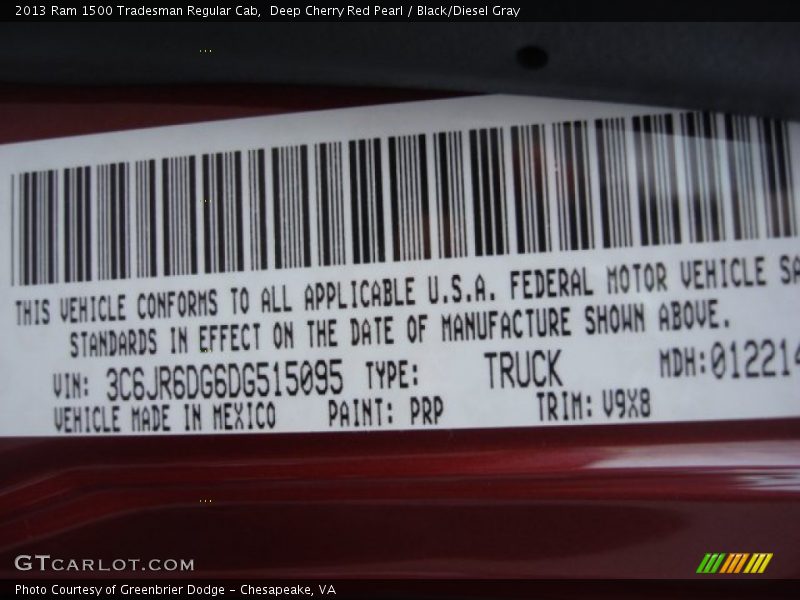 2013 Ram 1500 Tradesman Regular Cab,  Deep Cherry Red Pearl / Black/Diesel Gray
THIS VEHICLE CONFORMS TO ALL APPLICABLE U.S.A. FEDERAL MOTOR VEHICLE SA
STANDARDS IN EFFECT ON THE DATE OF MANUFACTURE SHOWN ABOVE.
VIN: 3C6JR6DG6DG515095 TYPE: TRUCK MDH:012214
VEHICLE MADE IN MEXICO PAINT: PRP TRIM: V9X8
GTCARLOT.COM
Photo Courtesy of Greenbrier Dodge - Chesapeake, VA